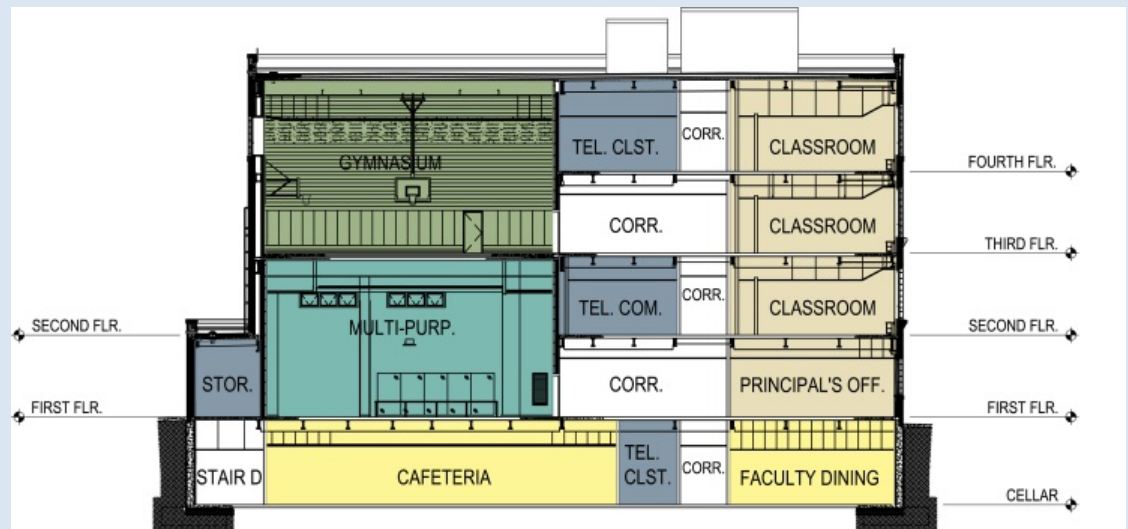 TEL. CLST.
CORR.
CLASSROOM
GYMNASIUM
FOURTH FLR.
CORR.
CLASSROOM
THIRD FLR.
TEL. COM.
CORR.
CLASSROOM
MULTI-PURP.
SECOND FLR.
SECOND FLR.
STOR.
CORR.
PRINCIPAL'S OFF.
FIRST FLR.
FIRST FLR.
STAIR D
CAFETERIA
TEL.
CLST.
CORR.
FACULTY DINING
CELLAR